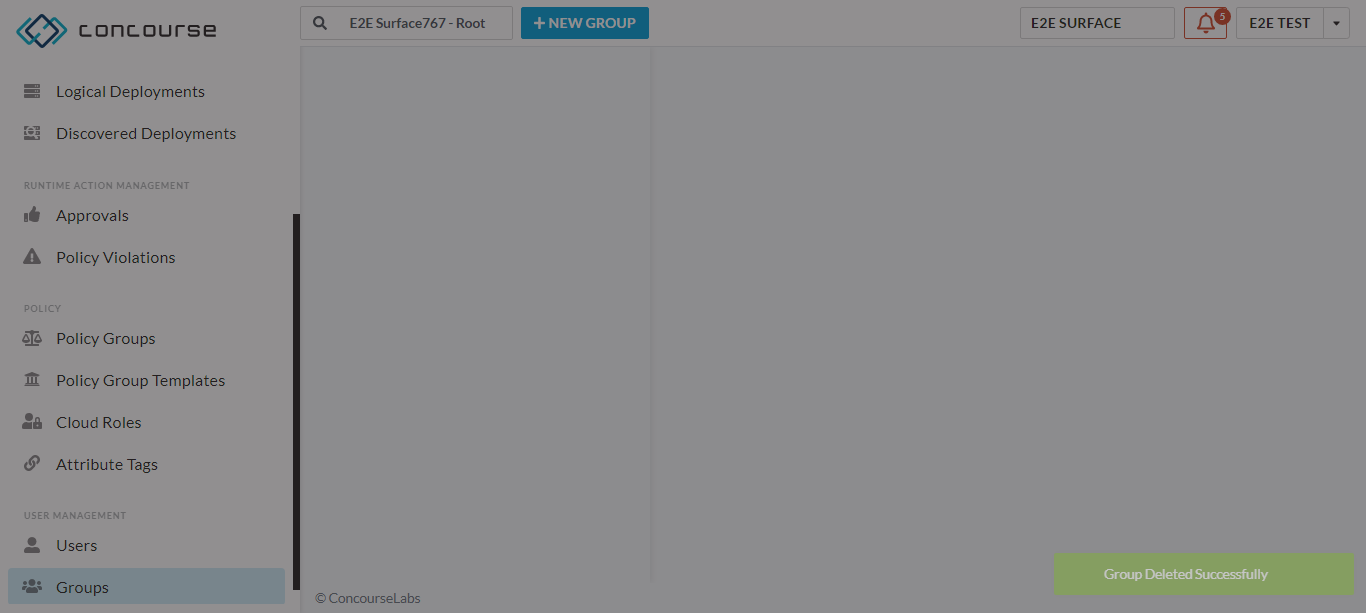 concourse
E2E Surface767 - Root
+ NEW GROUP
E2E SURFACE
5
E2E TEST
Logical Deployments
Discovered Deployments
RUNTIME ACTION MANAGEMENT
Approvals
Policy Violations
POLICY
Policy Groups
Policy Group Templates
Cloud Roles
Attribute Tags
USER MANAGEMENT
Users
Groups
Group Deleted Successfully
© ConcourseLabs